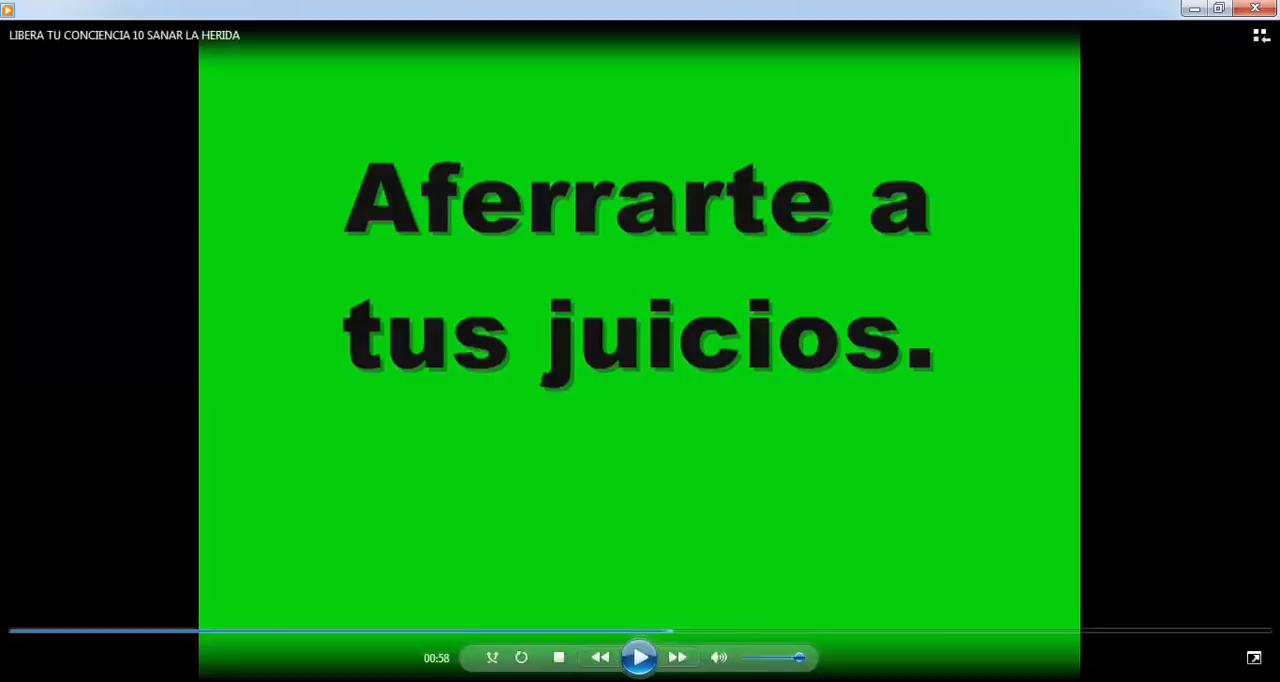 LIBERA TU CONCIENCIA 10 SANAR LA HERIDA
Aferrarte a
tus juicios.
00:58